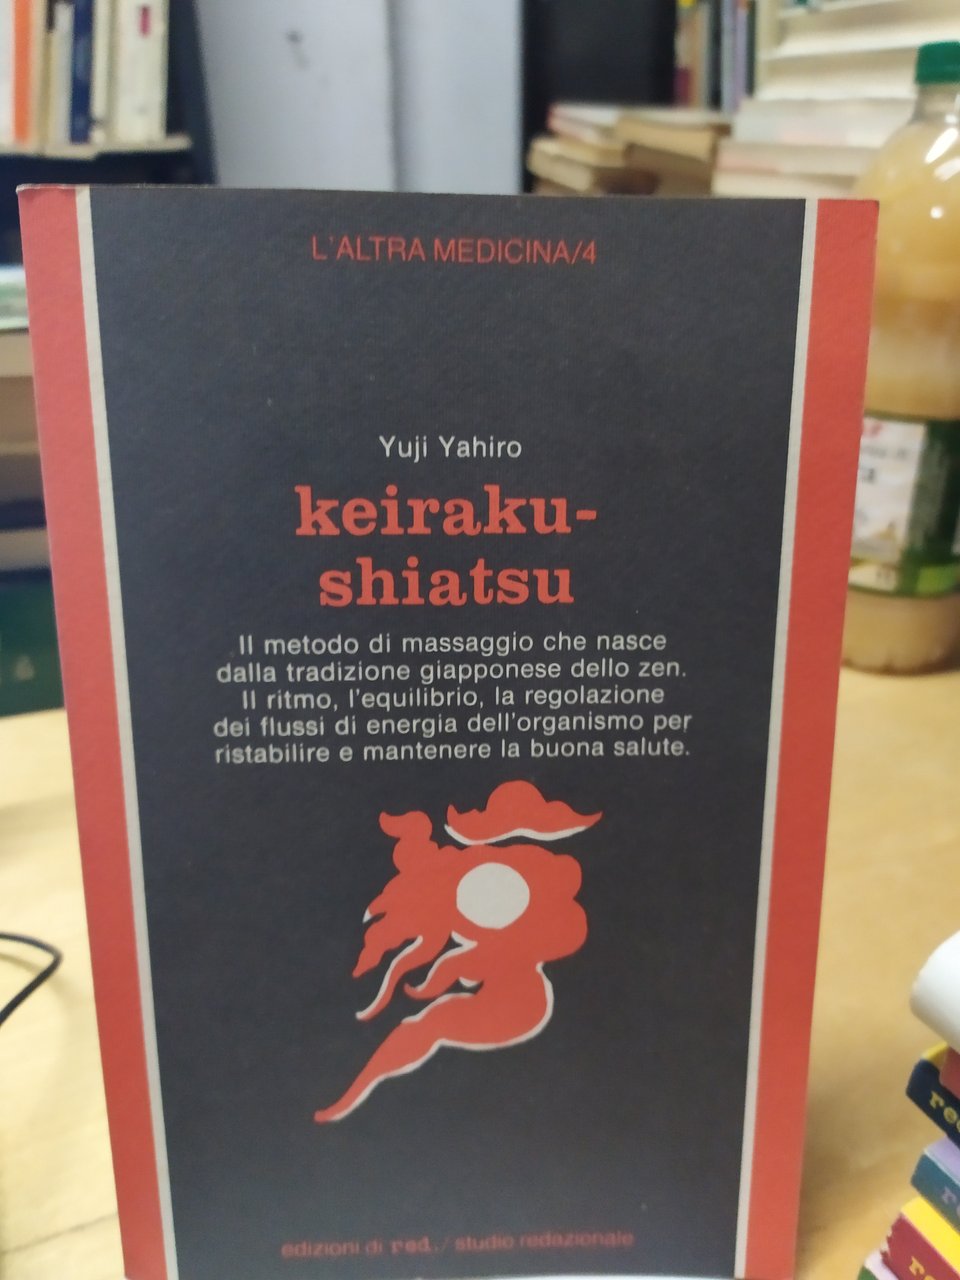 L'ALTRA MEDICINA/4
Yuji Yahiro
keiraku-
shiatsu
Il metodo di massaggio che nasce
dalla tradizione giapponese dello zen.
Il ritmo, l'equilibrio, la regolazione
dei flussi di energia dell'organismo per
ristabilire e mantenere la buona salute.
edizioni di red./studio redazionale